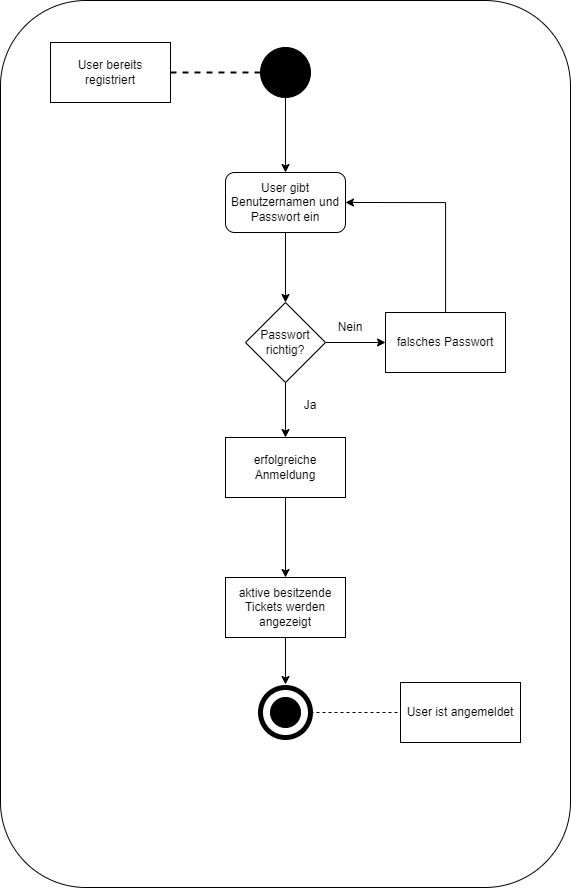 User bereits
registriert
User gibt
Benutzernamen und
Passwort ein
Passwort
richtig?
Nein
falsches Passwort
Ja
erfolgreiche
Anmeldung
aktive besitzende
Tickets werden
angezeigt
User ist angemeldet